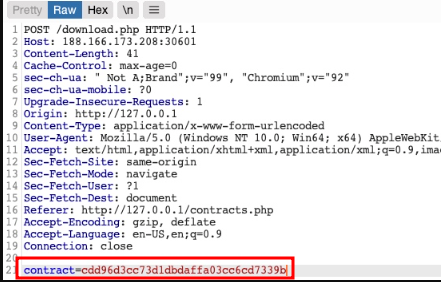 Pretty Raw Hex \n ≡
1 POST /download.php HTTP/1.1
2 Host: 188.166.173.208:30601
3 Content-Length: 41
4 Cache-Control: max-age=0
5 sec-ch-ua: " Not A;Brand";v="99", "Chromium";v="92"
6 sec-ch-ua-mobile: ?0
7 Upgrade-Insecure-Requests: 1
8 Origin: http://127.0.0.1
9 Content-Type: application/x-www-form-urlencoded
10 User-Agent: Mozilla/5.0 (Windows NT 10.0; Win64; x64) AppleWebKit
11 Accept: text/html,application/xhtml+xml,application/xml;q=0.9,ima
12 Sec-Fetch-Site: same-origin
13 Sec-Fetch-Mode: navigate
14 Sec-Fetch-User: ?1
15 Sec-Fetch-Dest: document
16 Referer: http://127.0.0.1/contracts.php
17 Accept-Encoding: gzip, deflate
18 Accept-Language: en-US,en;q=0.9
19 Connection: close
20
21 contract=cdd96d3cc73d1dbdaffa03cc6cd7339b